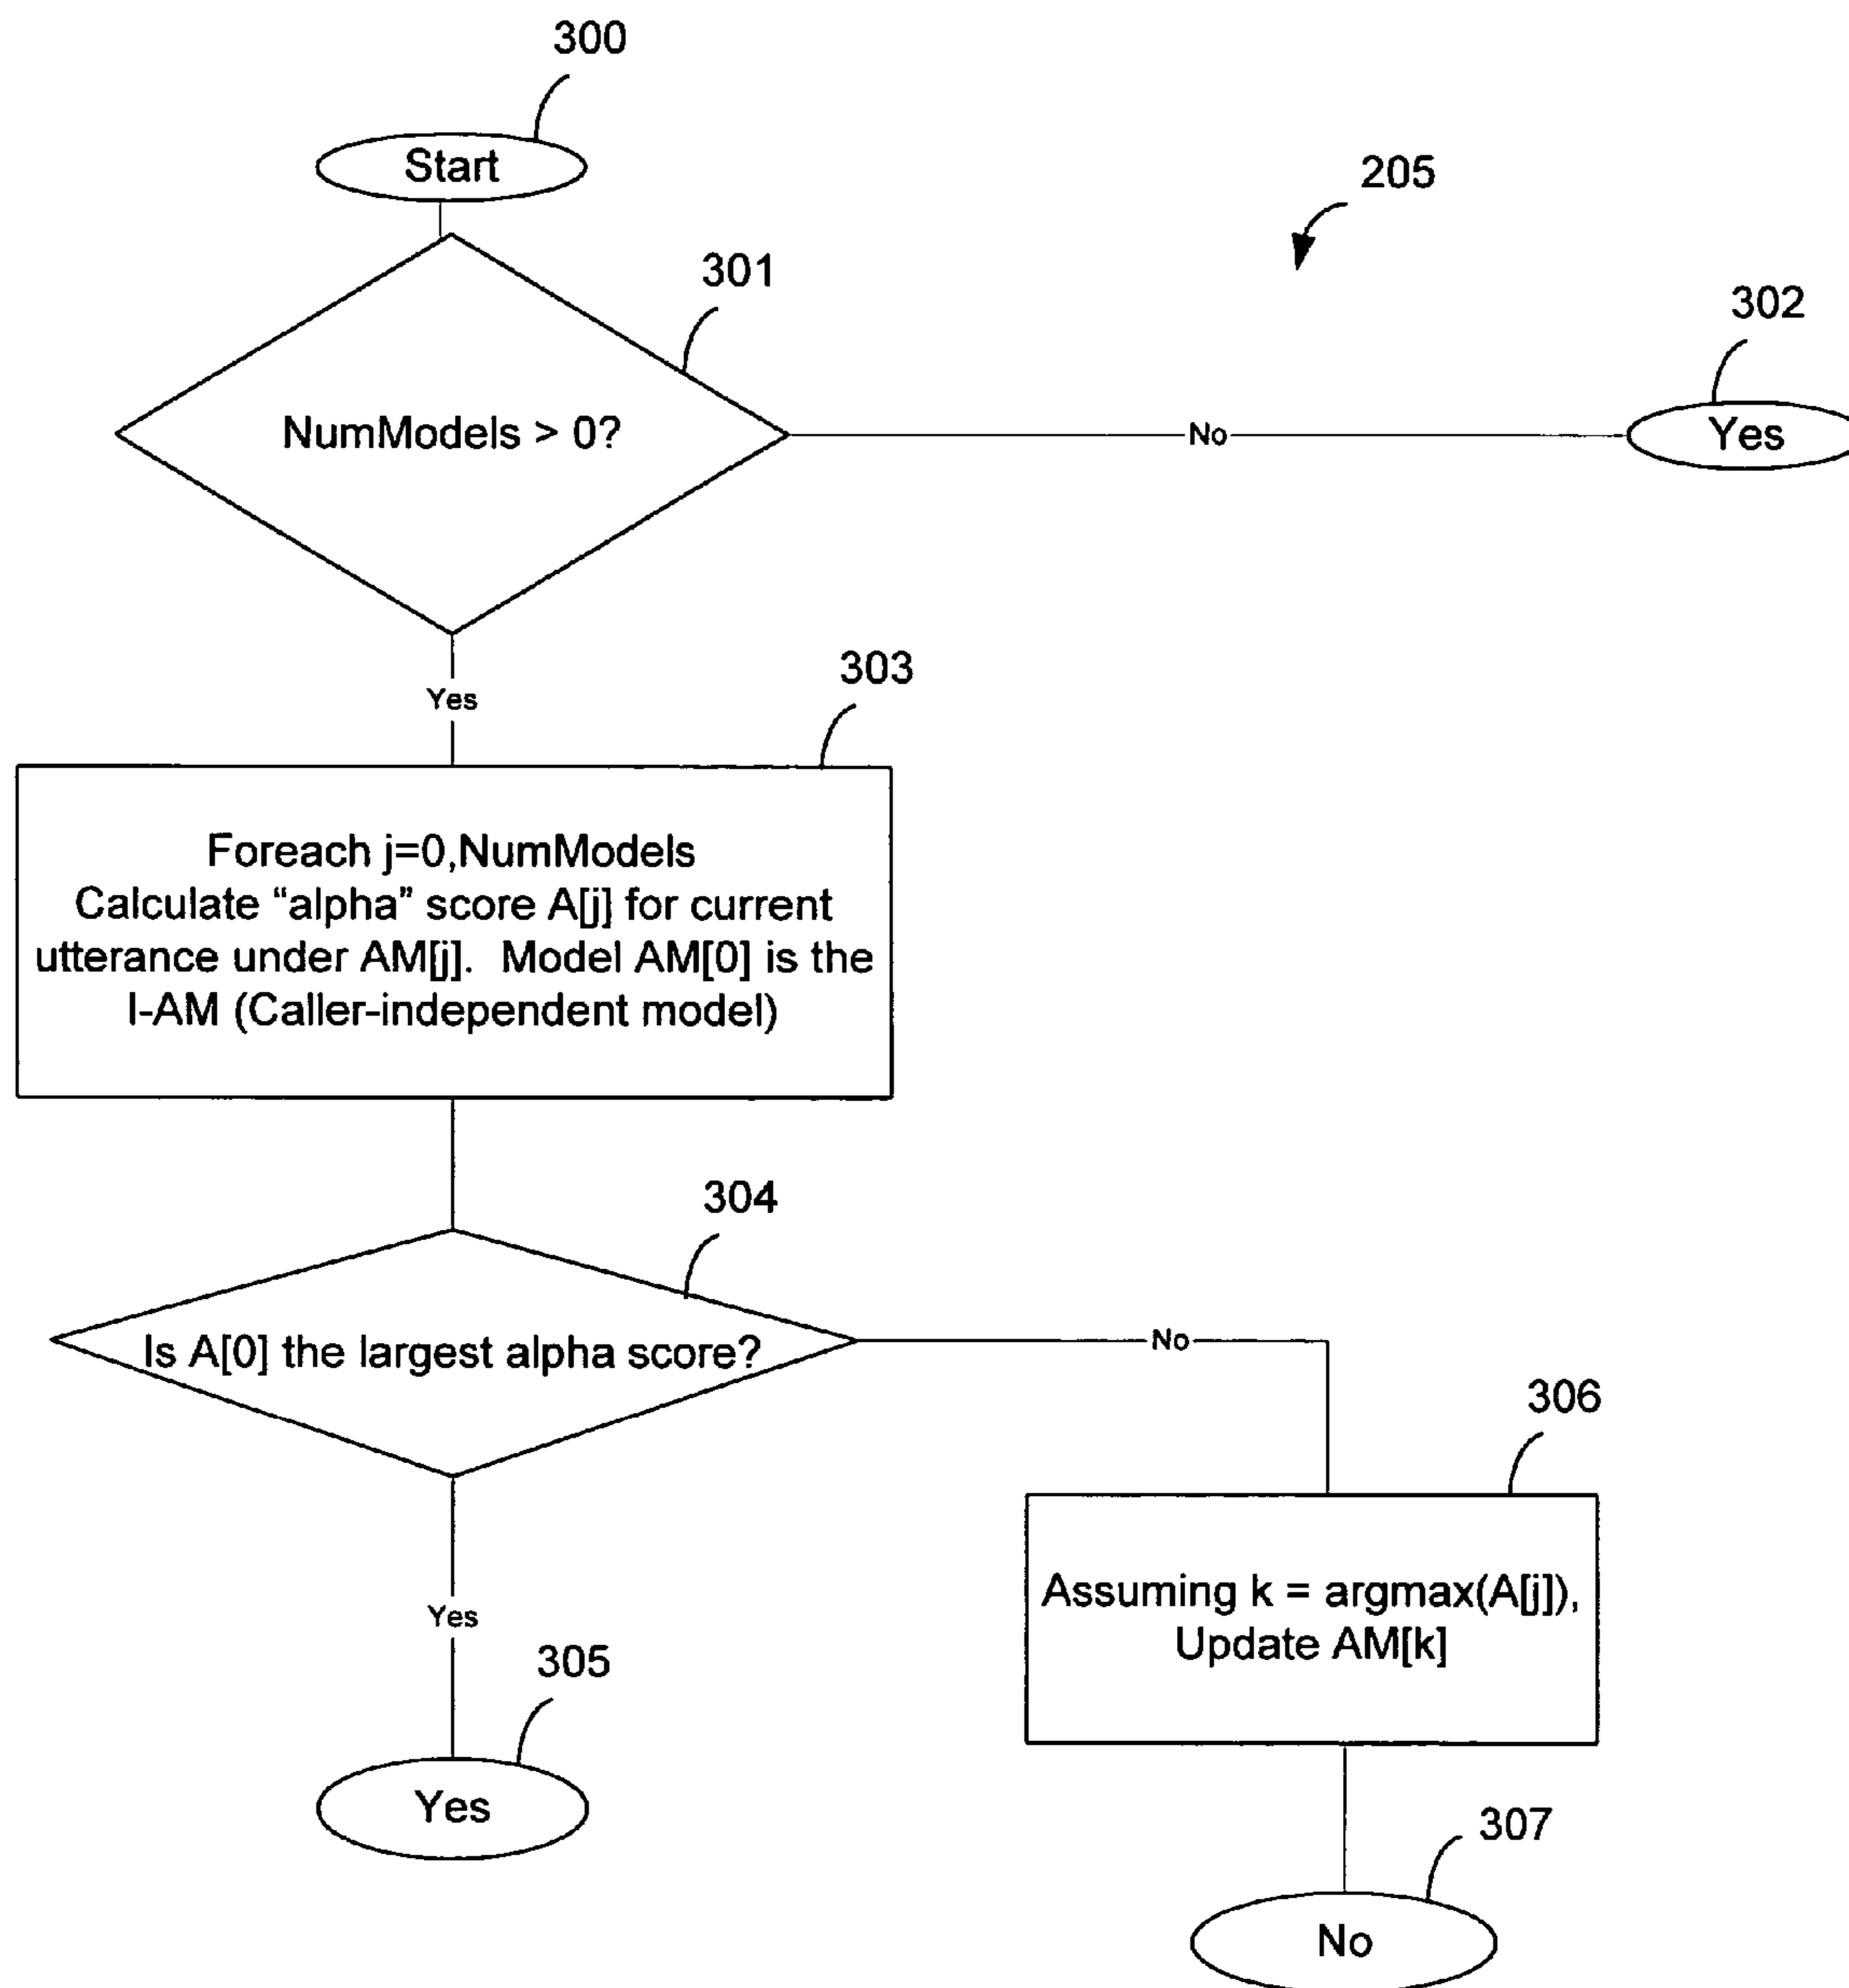 300
Start
205
301
302
NumModels > 0?
No
Yes
303
Yes
Foreach j=0,NumModels
Calculate “alpha” score A[j] for current
utterance under AM[j].  Model AM[0] is the
I-AM (Caller-independent model)
304
Is A[0] the largest alpha score?
No
306
Assuming k = argmax(A[j]),
Update AM[k]
Yes
305
Yes
307
No